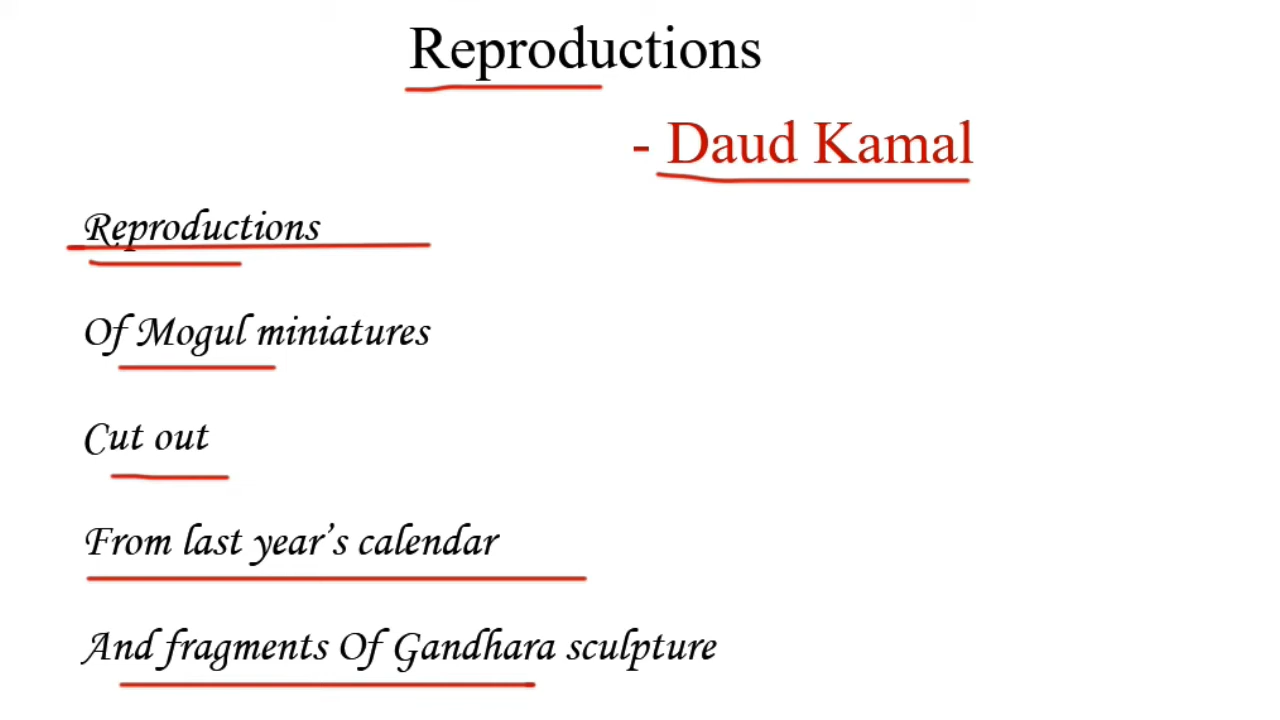 Reproductions
- Daud Kamal
Reproductions
Of Mogul miniatures
Cut out
From last year's calendar
And fragments Of Gandhara sculpture